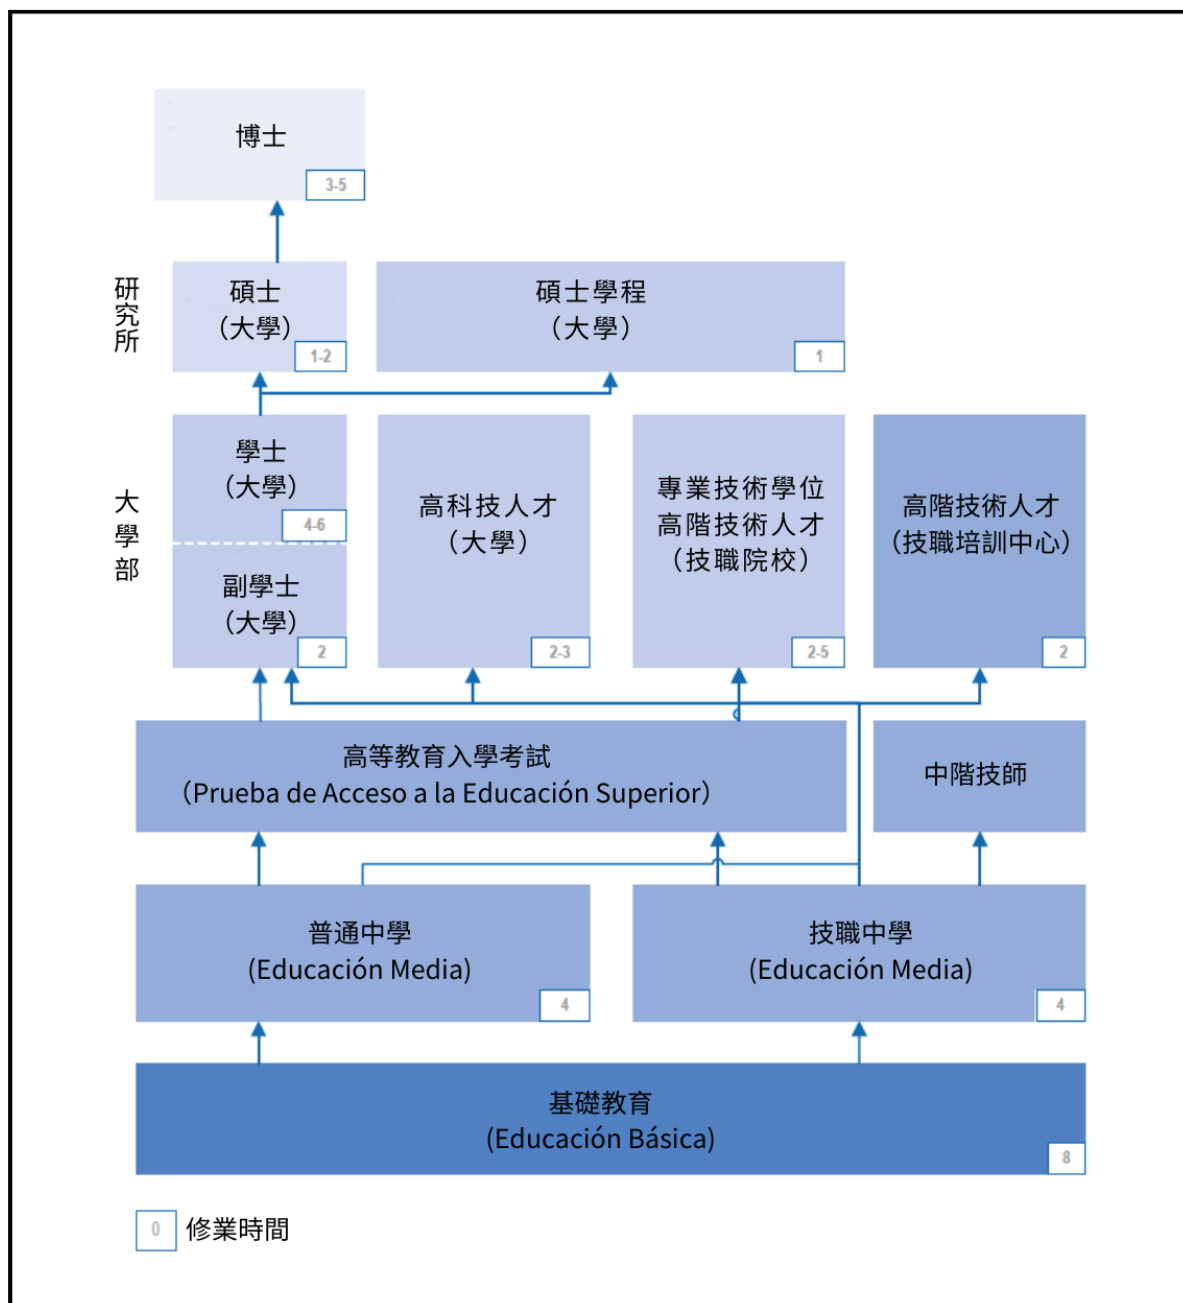 博士
3-5
研究所
碩士
（大學）
1-2
碩士學程
（大學）
1
大學部
學士
（大學）
4-6
副學士
（大學）
2
高科技人才
（大學）
2-3
專業技術學位
高階技術人才
（技職院校）
2-5
高階技術人才
（技職培訓中心）
2
高等教育入學考試
（Prueba de Acceso a la Educación Superior）
中階技師
普通中學
(Educación Media)
4
技職中學
(Educación Media)
4
基礎教育
(Educación Básica)
8
0 修業時間